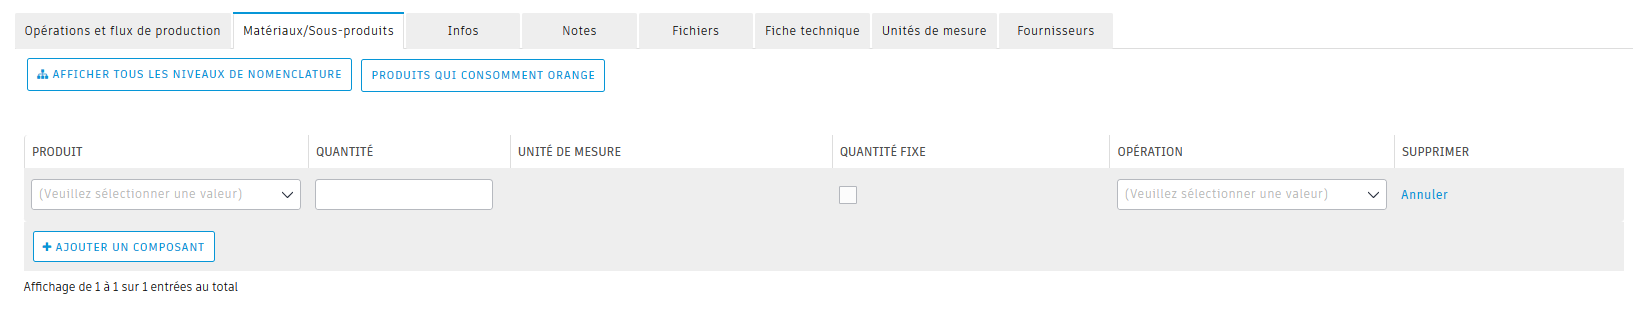 Opérations et flux de production Matériaux/Sous-produits Infos Notes Fichiers Fiche technique Unités de mesure Fournisseurs
AFFICHER TOUS LES NIVEAUX DE NOMENCLATURE PRODUITS QUI CONSOMMENT ORANGE
PRODUIT QUANTITÉ UNITÉ DE MESURE QUANTITÉ FIXE OPÉRATION SUPPRIMER
(Veuillez sélectionner une valeur) (Veuillez sélectionner une valeur) Annuler
+ AJOUTER UN COMPOSANT
Affichage de 1 à 1 sur 1 entrées au total